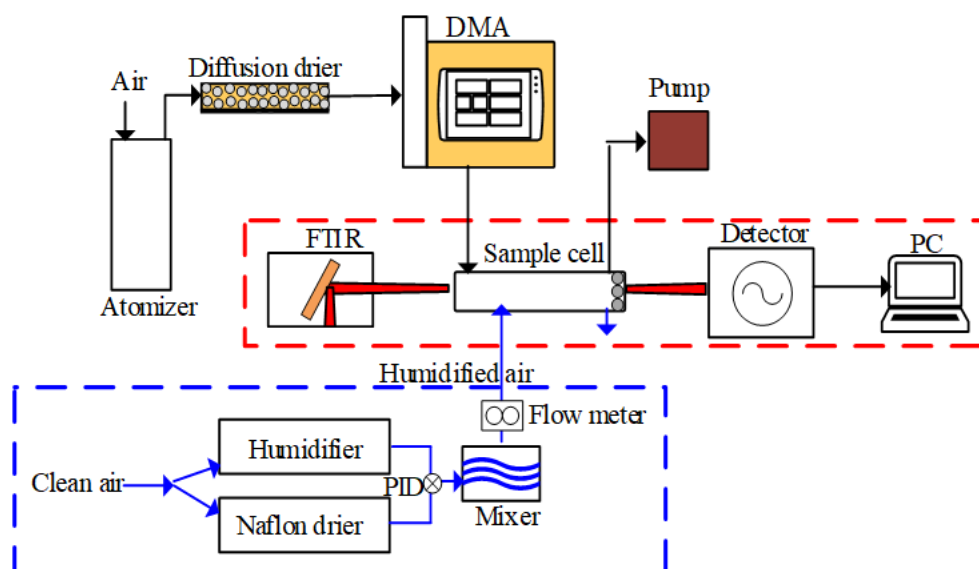 DMA
Diffusion drier
Air
Pump
FTIR
Sample cell
Detector
PC
Atomizer
Humidified air
Flow meter
Humidifier
Clean air
PID
Naflon drier
Mixer